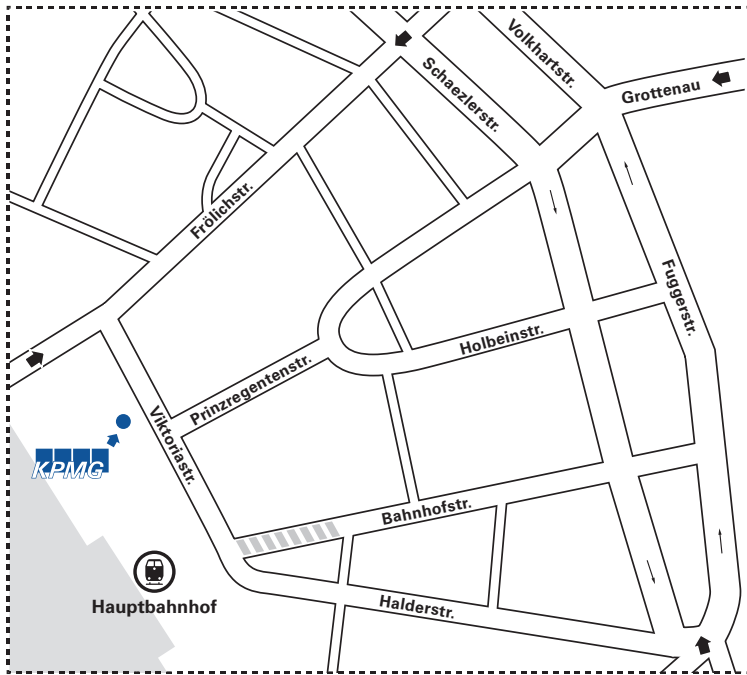 Volkhartstr.
Schaezlerstr.
Grottenau
Frölichstr.
Fuggerstr.
Holbeinstr.
Prinzregentenstr.
Viktoriastr.
KPMG
Bahnhofstr.
Hauptbahnhof
Halderstr.